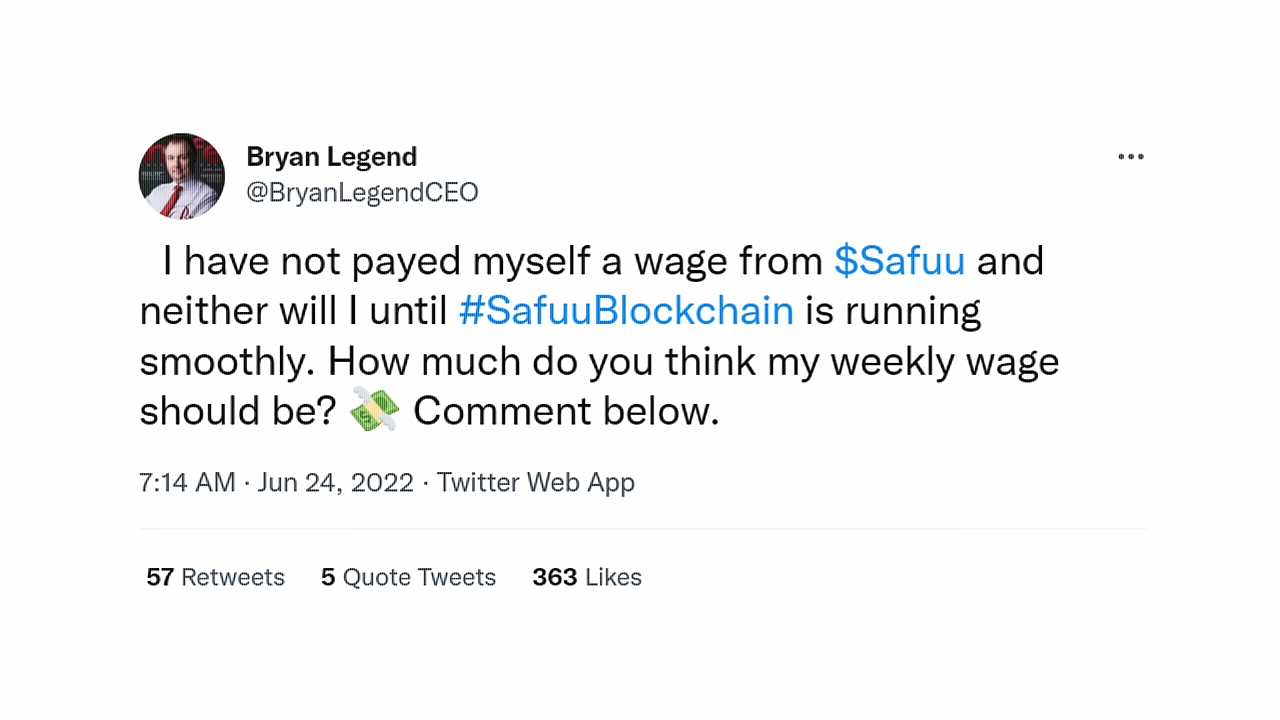 Bryan Legend
@BryanLegendCEO
I have not payed myself a wage from $Safuu and
neither will I until #SafuuBlockchain is running
smoothly. How much do you think my weekly wage
should be? 💸 Comment below.
7:14 AM · Jun 24, 2022 · Twitter Web App
57 Retweets 5 Quote Tweets 363 Likes